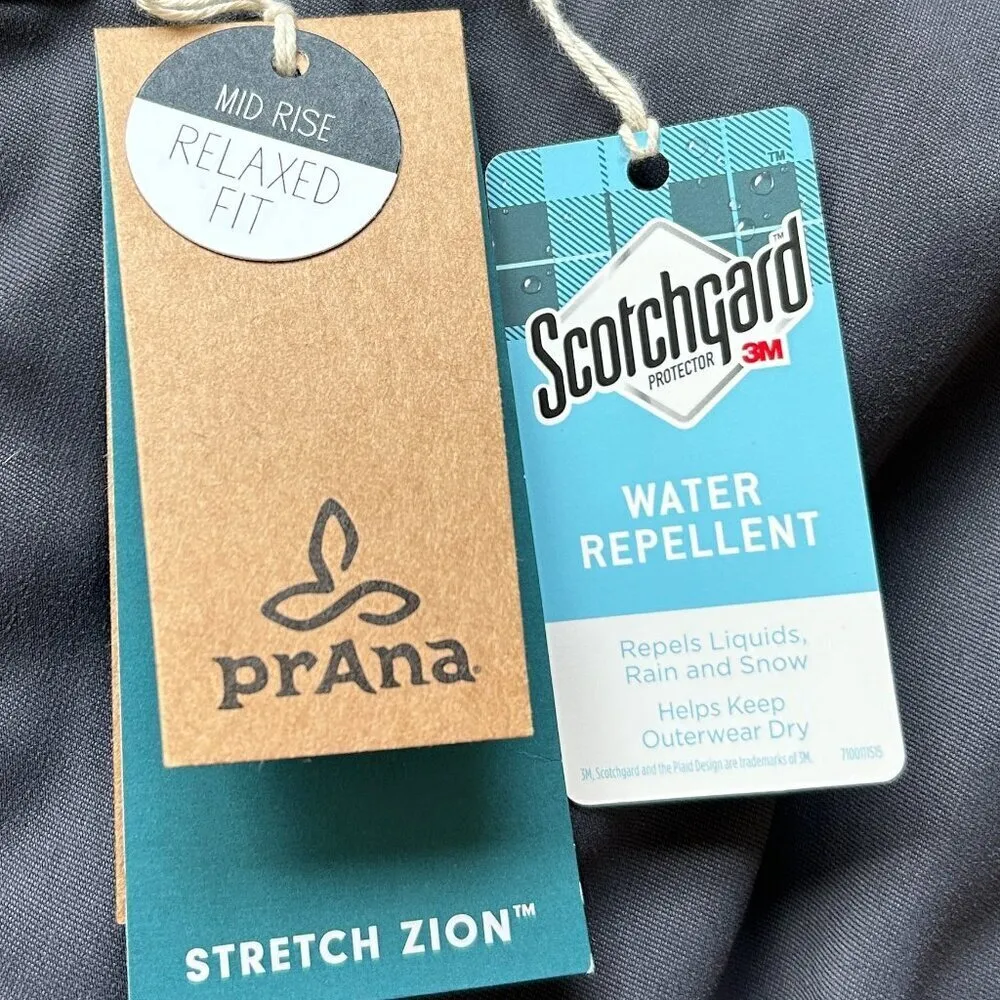 MID RISE
RELAXED
FIT
prAna
STRETCH ZION™
™
Scotchgard™
PROTECTOR 3M
WATER
REPELLENT
Repels Liquids,
Rain and Snow
Helps Keep
Outerwear Dry
3M, Scotchgard and the Plaid Design are trademarks of 3M.